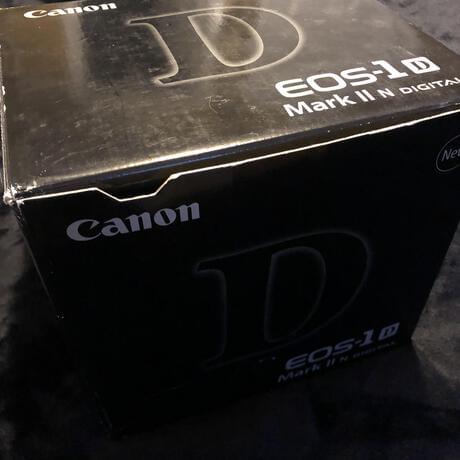 Canon
D
EOS-1D
Mark II N DIGITAL
Canon
D
EOS-1D
Mark II N DIGITAL